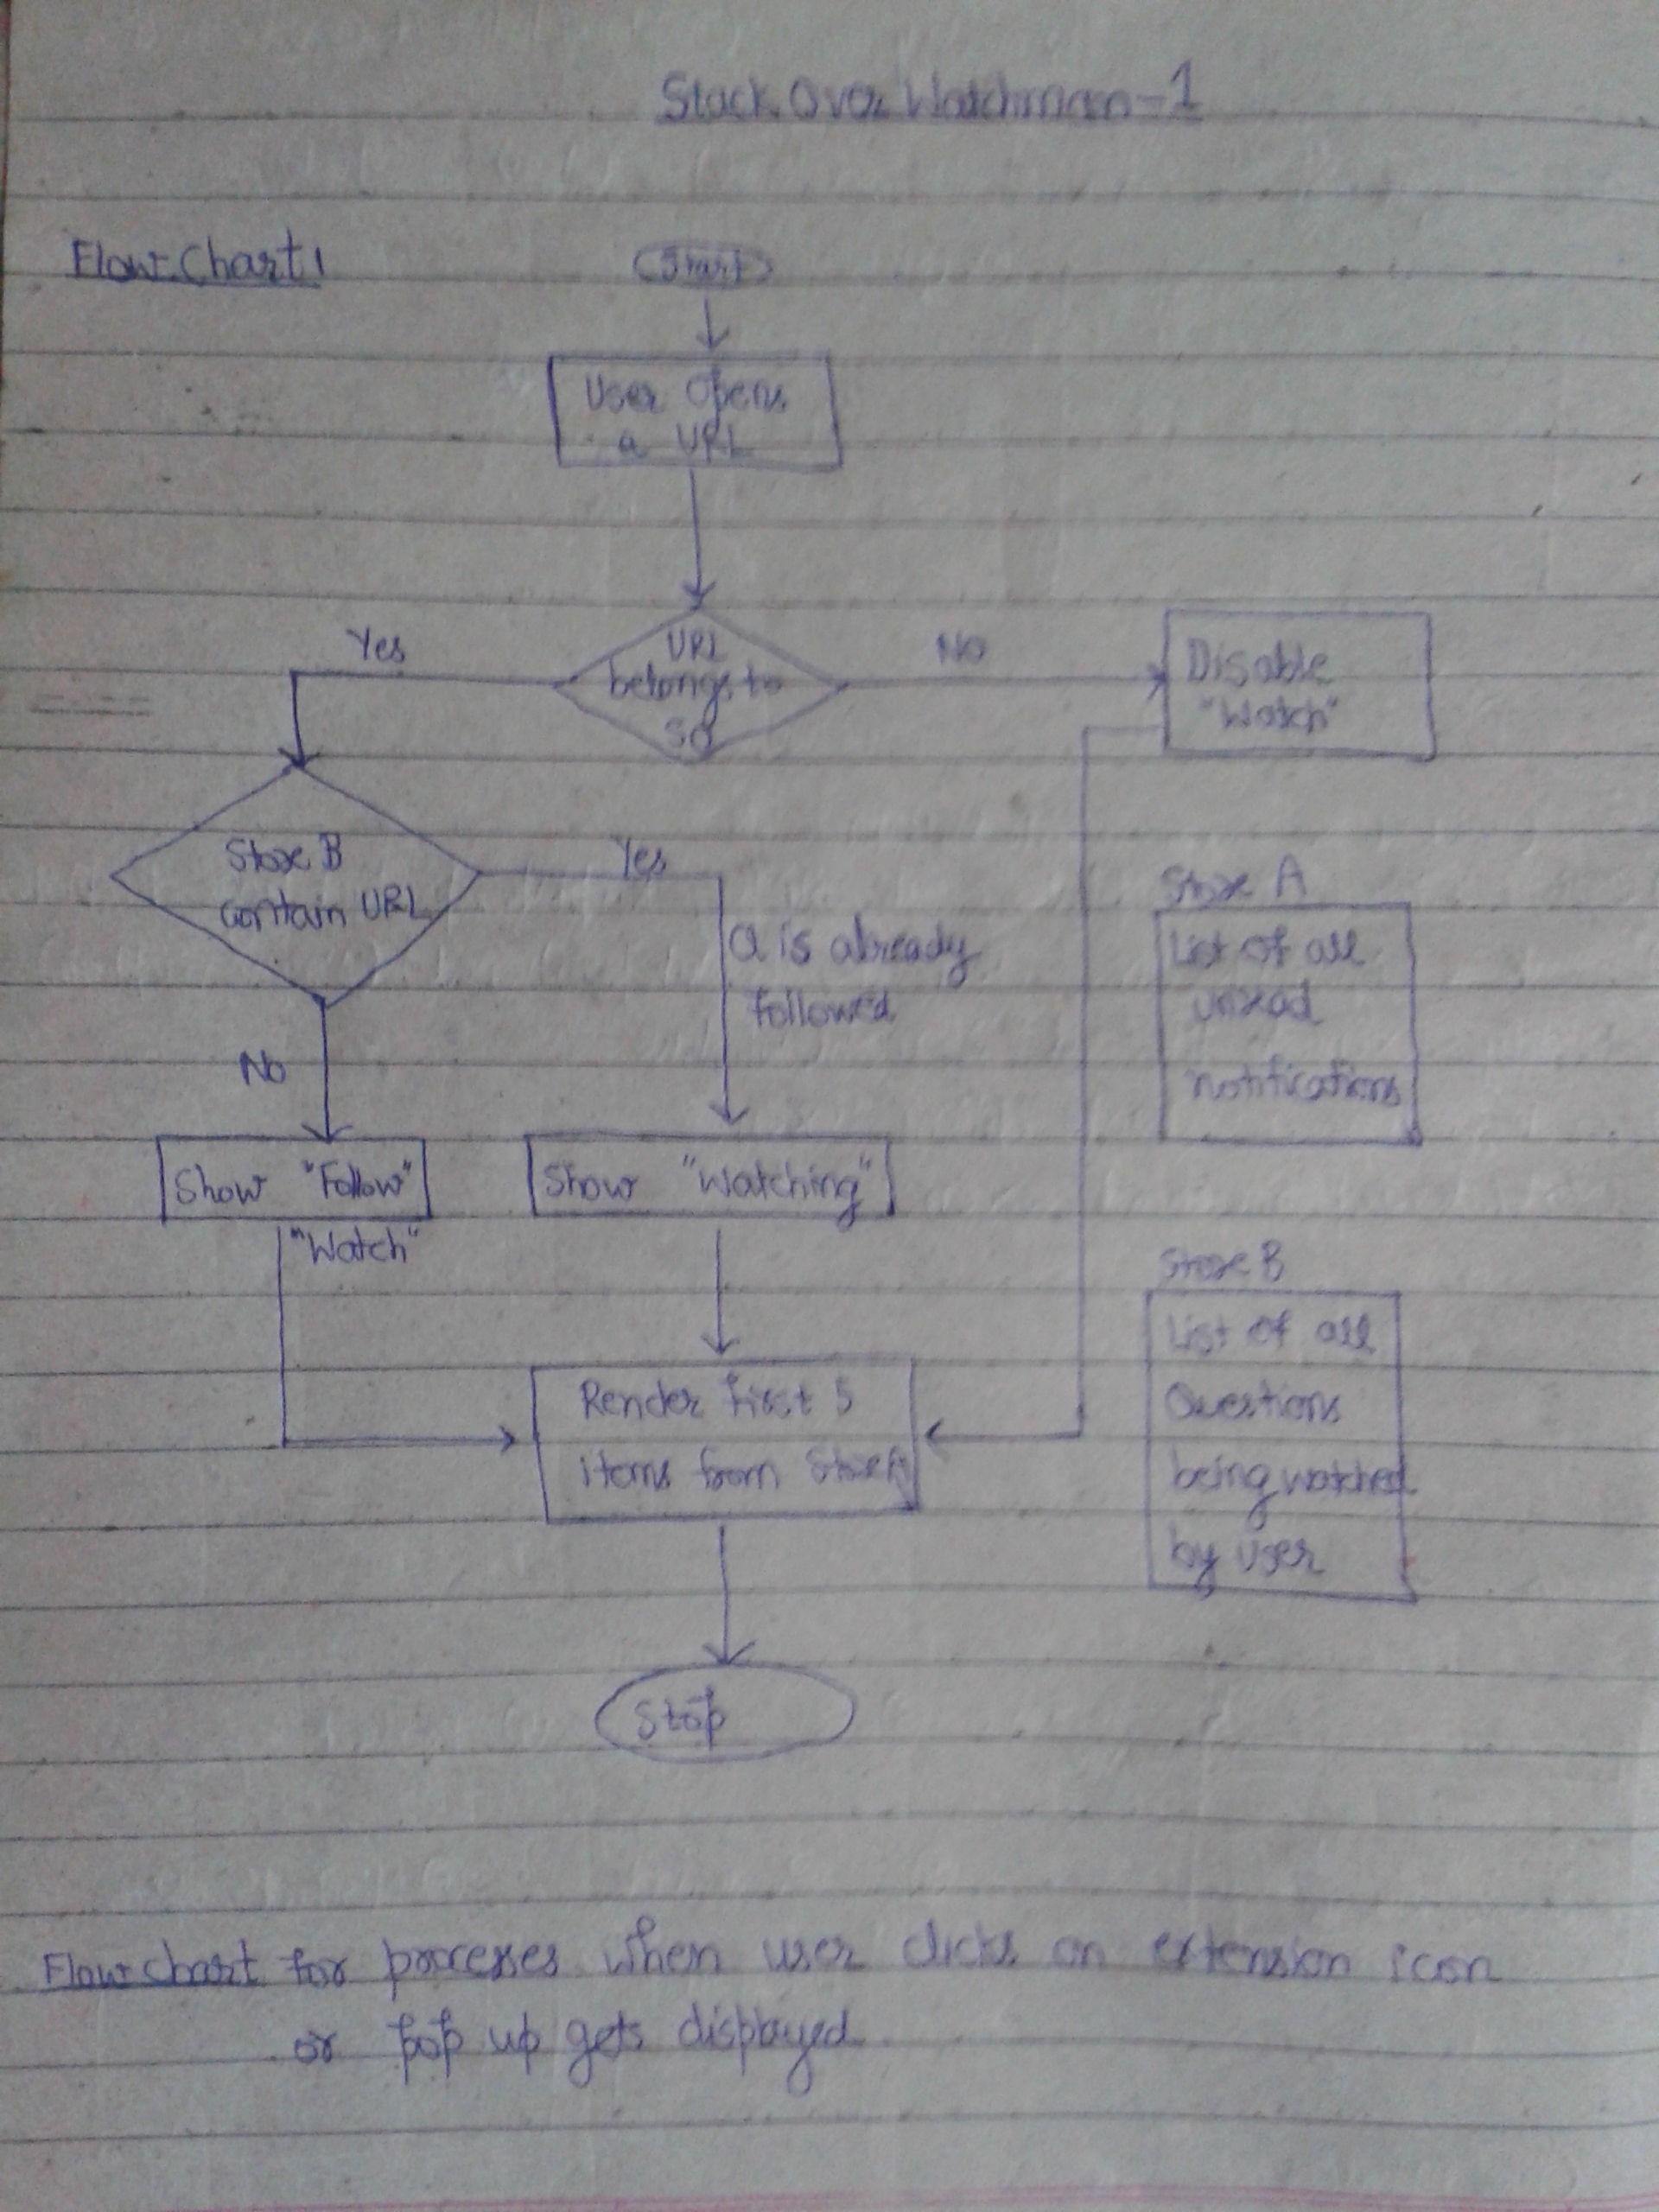 Stack Over Watchman-1
Flow Chart 1
Start
User Opens
a URL
URL
belongs to
SO
Yes
No
Disable
"Watch"
Store B
contain URL
Yes
Q is already
followed
No
Show "Follow"
"Watch"
Show "Watching"
Render First 5
items from Store A
Stop
Store A
List of all
unread
notifications
Store B
List of all
Questions
being watched
by user
Flow chart for processes when user clicks on extension icon
or pop up gets displayed